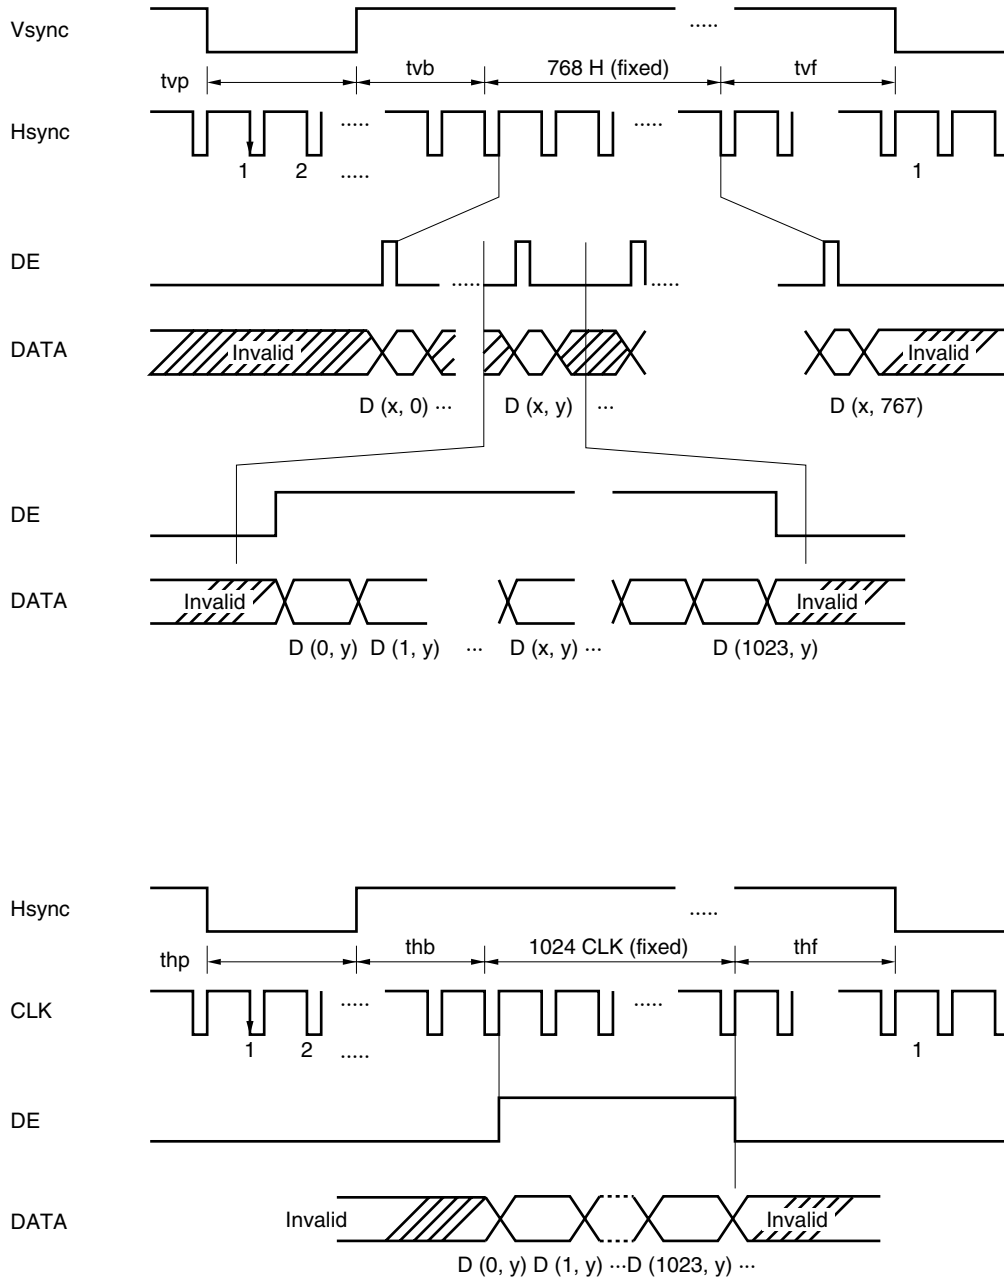 Vsync
.....
tvp tvb 768 H (fixed) tvf
Hsync
..... .....
1 2 ..... 1
DE
..... .....
DATA
Invalid Invalid
D (x, 0) ... D (x, y) ... D (x, 767)
DE
DATA
Invalid Invalid
D (0, y) D (1, y) ... D (x, y) ... D (1023, y)
Hsync
.....
thp thb 1024 CLK (fixed) thf
CLK
..... .....
1 2 ..... 1
DE
DATA
Invalid Invalid
D (0, y) D (1, y) ...D (1023, y) ...